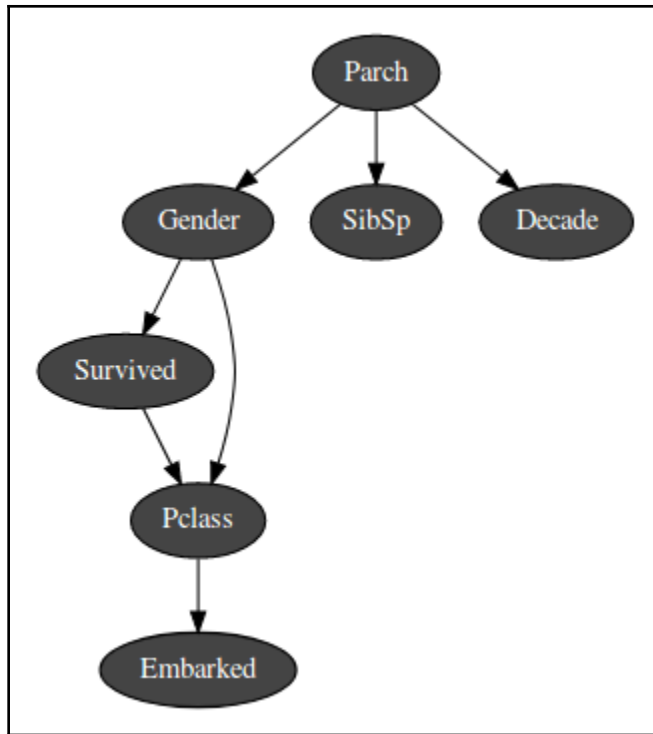 Parch
Gender
SibSp
Decade
Survived
Pclass
Embarked